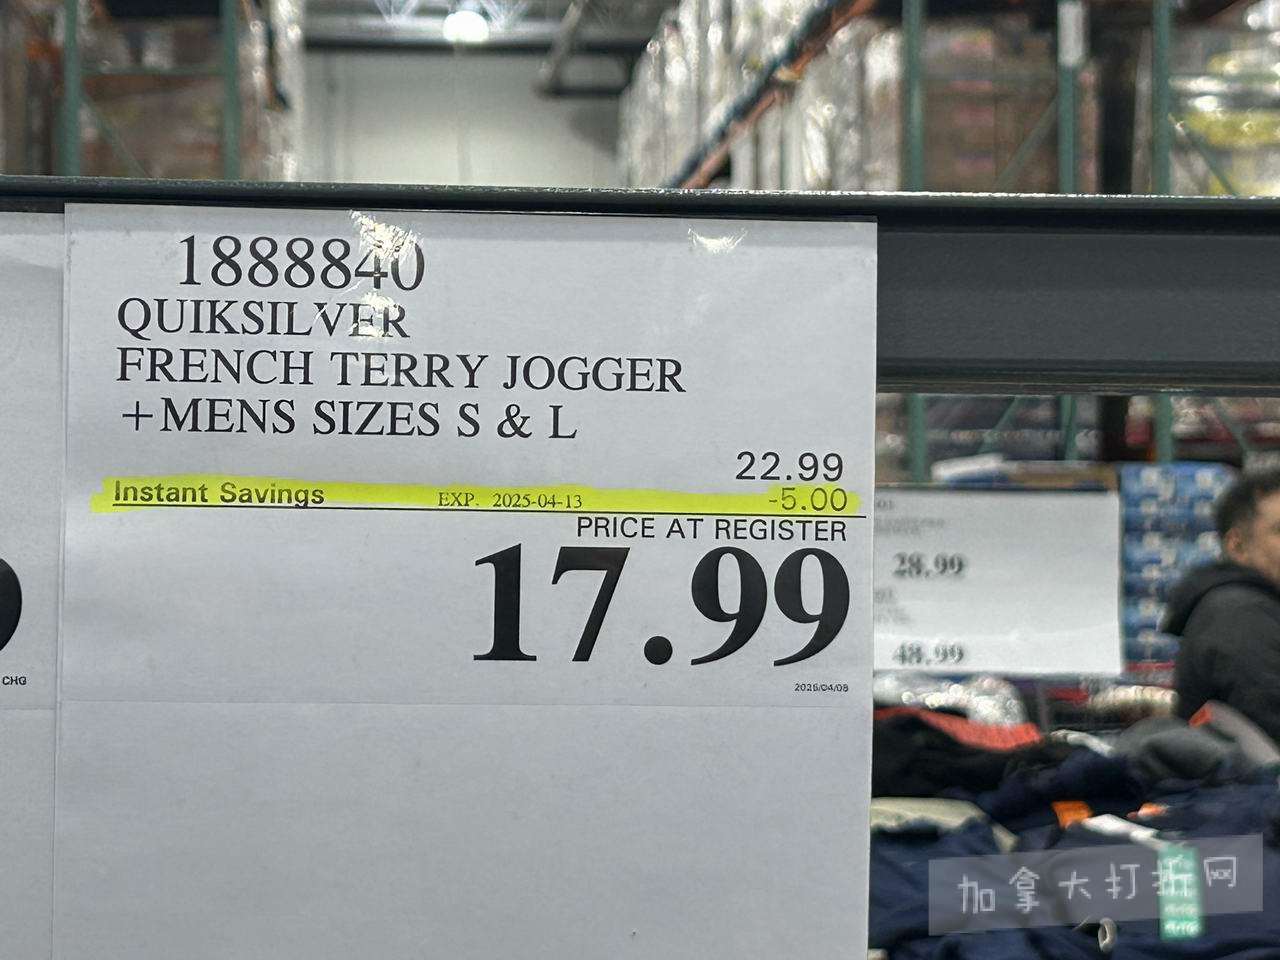 1888840
QUIKSILVER
FRENCH TERRY JOGGER
+MENS SIZES S & L
22.99
Instant Savings EXP. 2025-04-13 -5.00
PRICE AT REGISTER
17.99
2025/04/08
CHG
28.99
48.99
加拿大打折网